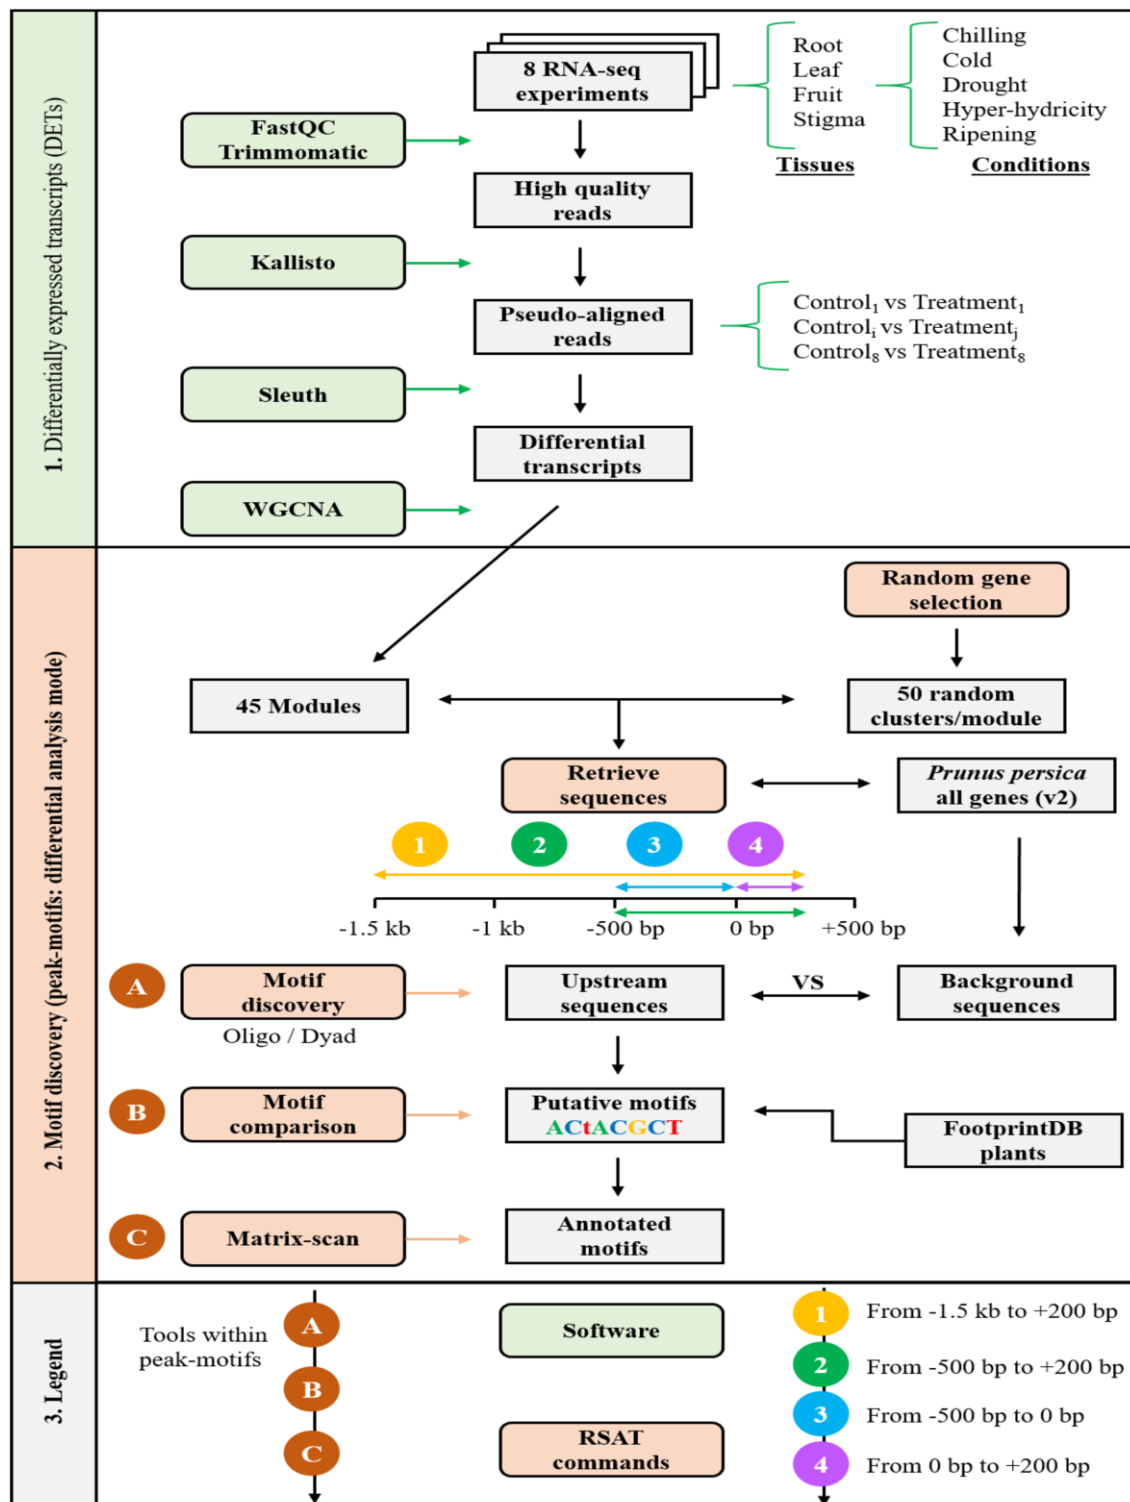 1. Differentially expressed transcripts (DETs)
8 RNA-seq
experiments
Root
Leaf
Fruit
Stigma
Tissues
Chilling
Cold
Drought
Hyper-hydricity
Ripening
Conditions
FastQC
Trimmomatic
High quality
reads
Kallisto
Pseudo-aligned
reads
Control1 vs Treatment1
Controli vs Treatmentj
Control8 vs Treatment8
Sleuth
Differential
transcripts
WGCNA
2. Motif discovery (peak-motifs: differential analysis mode)
Random gene
selection
45 Modules
50 random
clusters/module
Retrieve
sequences
Prunus persica
all genes (v2)
1 2 3 4
-1.5 kb -1 kb -500 bp 0 bp +500 bp
A
Motif
discovery
Oligo / Dyad
Upstream
sequences
VS
Background
sequences
B
Motif
comparison
Putative motifs
ACtACGCT
FootprintDB
plants
C
Matrix-scan
Annotated
motifs
3. Legend
Tools within
peak-motifs
A
B
C
Software
RSAT
commands
1 From -1.5 kb to +200 bp
2 From -500 bp to +200 bp
3 From -500 bp to 0 bp
4 From 0 bp to +200 bp